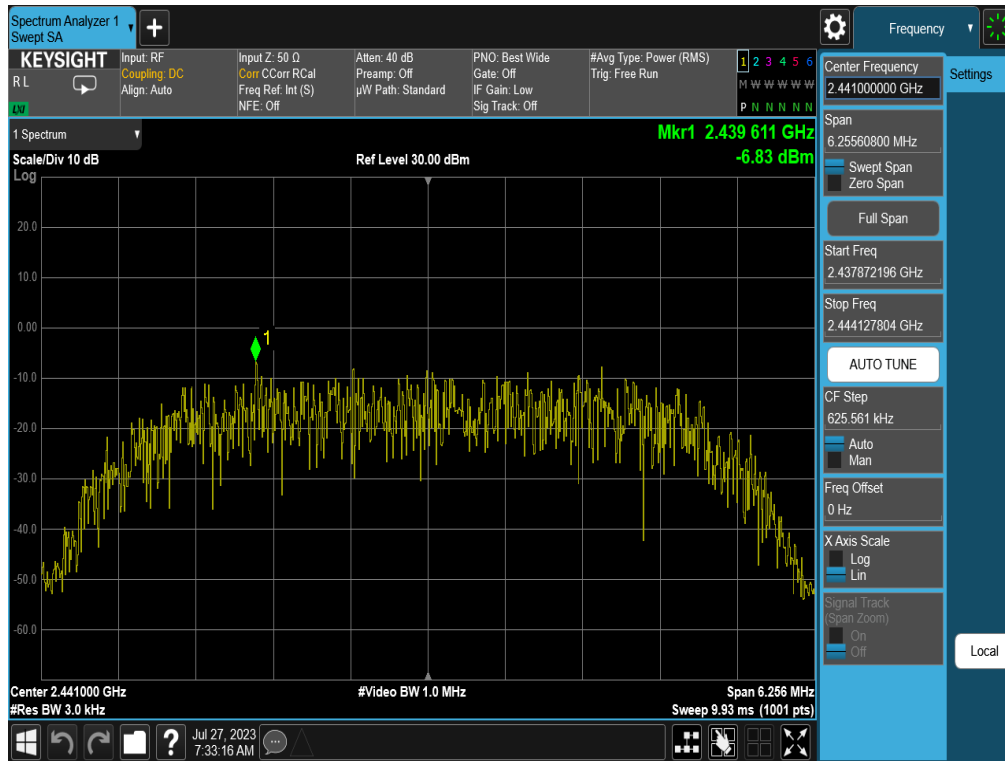 Spectrum Analyzer 1
Swept SA
+
Frequency
KEYSIGHT
R L
LXI
Input: RF
Coupling: DC
Align: Auto
Input Z: 50 Ω
Corr CCorr RCal
Freq Ref: Int (S)
NFE: Off
Atten: 40 dB
Preamp: Off
µW Path: Standard
PNO: Best Wide
Gate: Off
IF Gain: Low
Sig Track: Off
#Avg Type: Power (RMS)
Trig: Free Run
1 2 3 4 5 6
M W W W W W
P N N N N N
1 Spectrum
Mkr1 2.439 611 GHz
-6.83 dBm
Scale/Div 10 dB
Ref Level 30.00 dBm
Log
20.0
10.0
0.00
-10.0
-20.0
-30.0
-40.0
-50.0
-60.0
1
Center 2.441000 GHz
#Video BW 1.0 MHz
Span 6.256 MHz
#Res BW 3.0 kHz
Sweep 9.93 ms (1001 pts)
Jul 27, 2023
7:33:16 AM
?
Center Frequency
2.441000000 GHz
Span
6.25560800 MHz
Swept Span
Zero Span
Full Span
Start Freq
2.437872196 GHz
Stop Freq
2.444127804 GHz
AUTO TUNE
CF Step
625.561 kHz
Auto
Man
Freq Offset
0 Hz
X Axis Scale
Log
Lin
Signal Track
(Span Zoom)
On
Off
Settings
Local